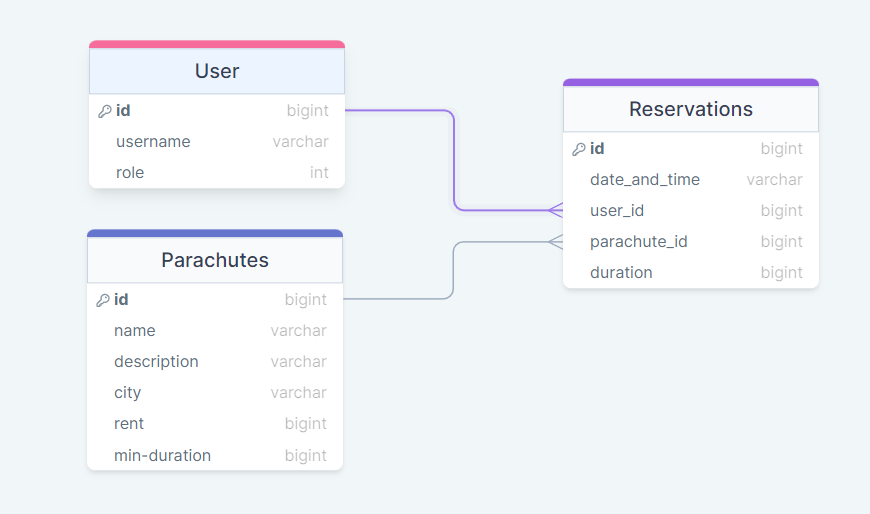 User
id bigint
username varchar
role int
Parachutes
id bigint
name varchar
description varchar
city varchar
rent bigint
min-duration bigint
Reservations
id bigint
date_and_time varchar
user_id bigint
parachute_id bigint
duration bigint